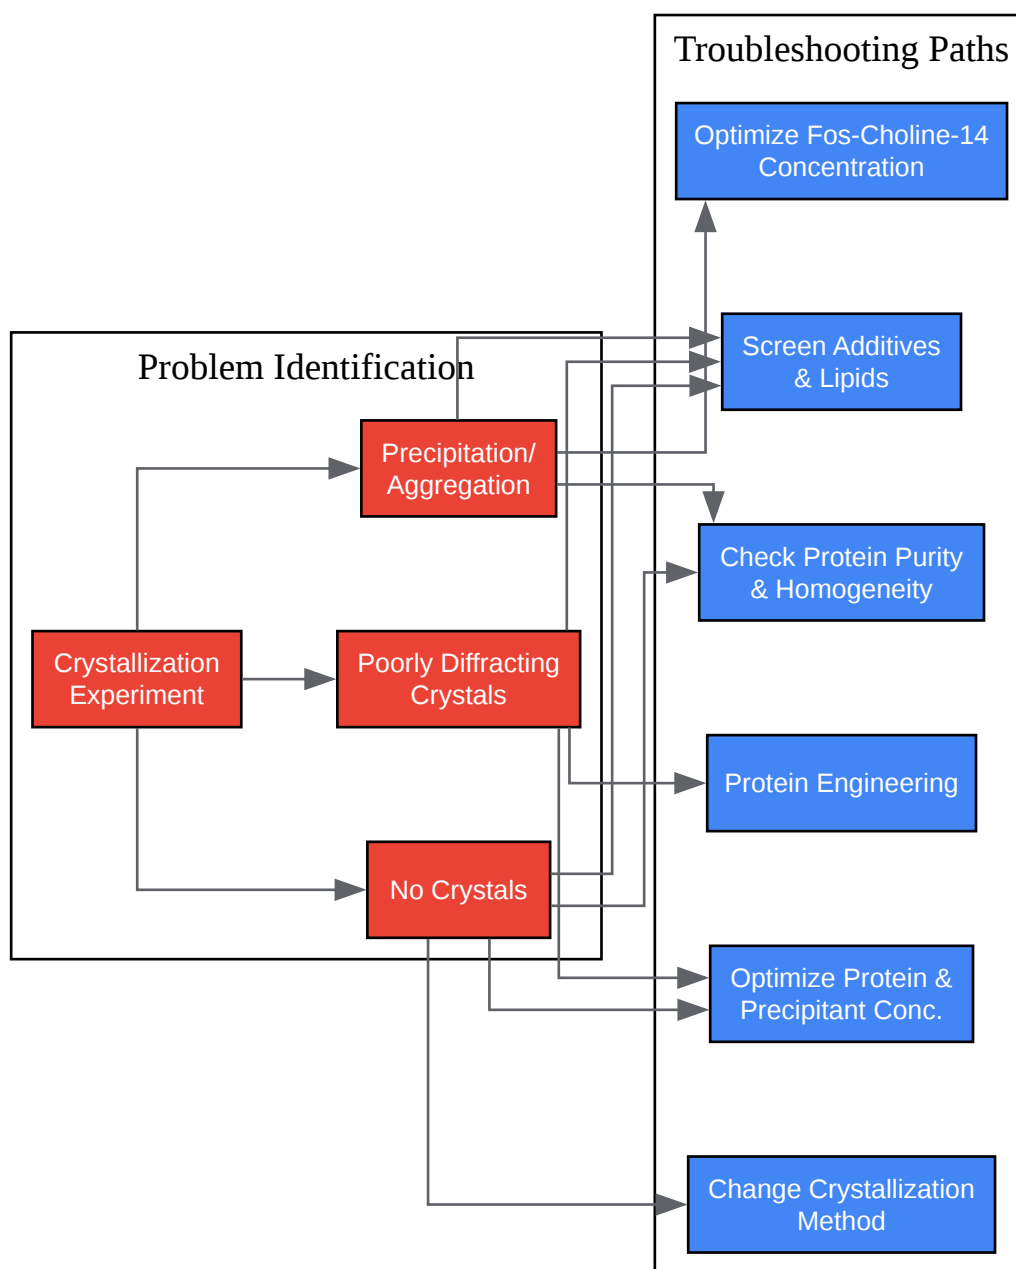 Troubleshooting Paths
Optimize Fos-Choline-14
Concentration
Screen Additives
& Lipids
Problem Identification
Precipitation/
Aggregation
Check Protein Purity
& Homogeneity
Crystallization
Experiment
Poorly Diffracting
Crystals
Protein Engineering
No Crystals
Optimize Protein &
Precipitant Conc.
Change Crystallization
Method